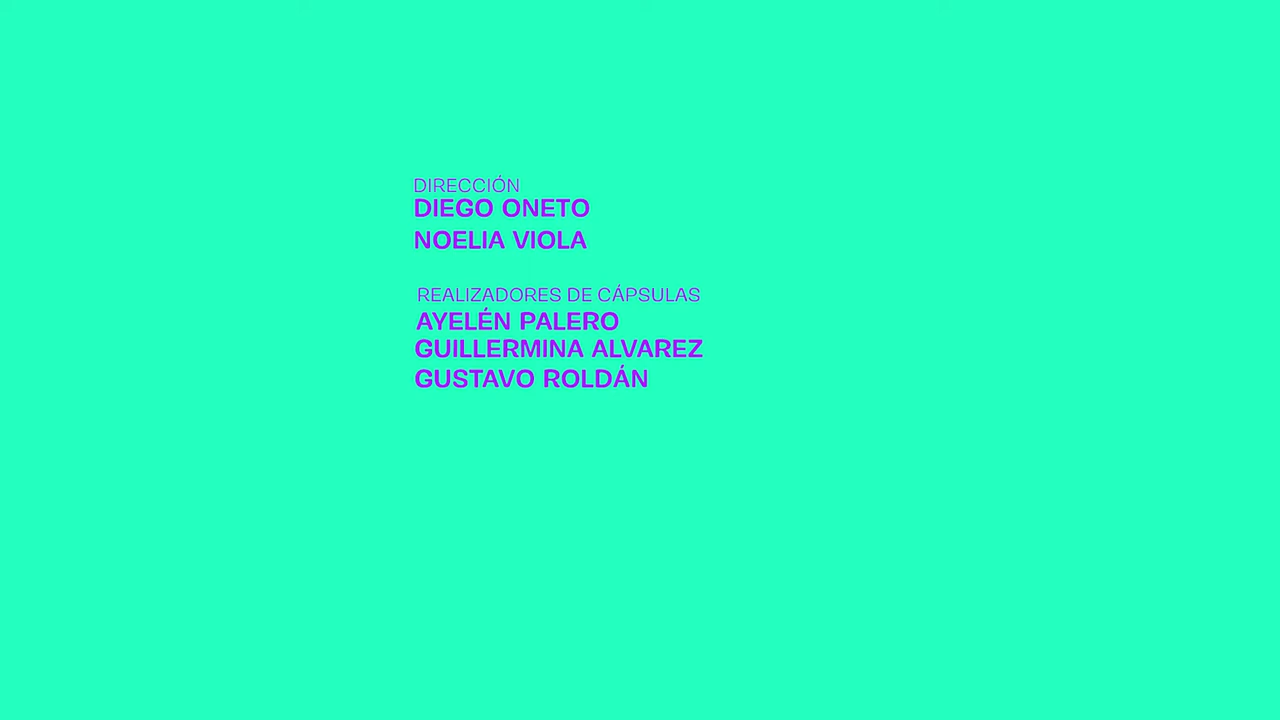 DIRECCIÓN
DIEGO ONETO
NOELIA VIOLA
REALIZADORES DE CÁPSULAS
AYELÉN PALERO
GUILLERMINA ALVAREZ
GUSTAVO ROLDÁN